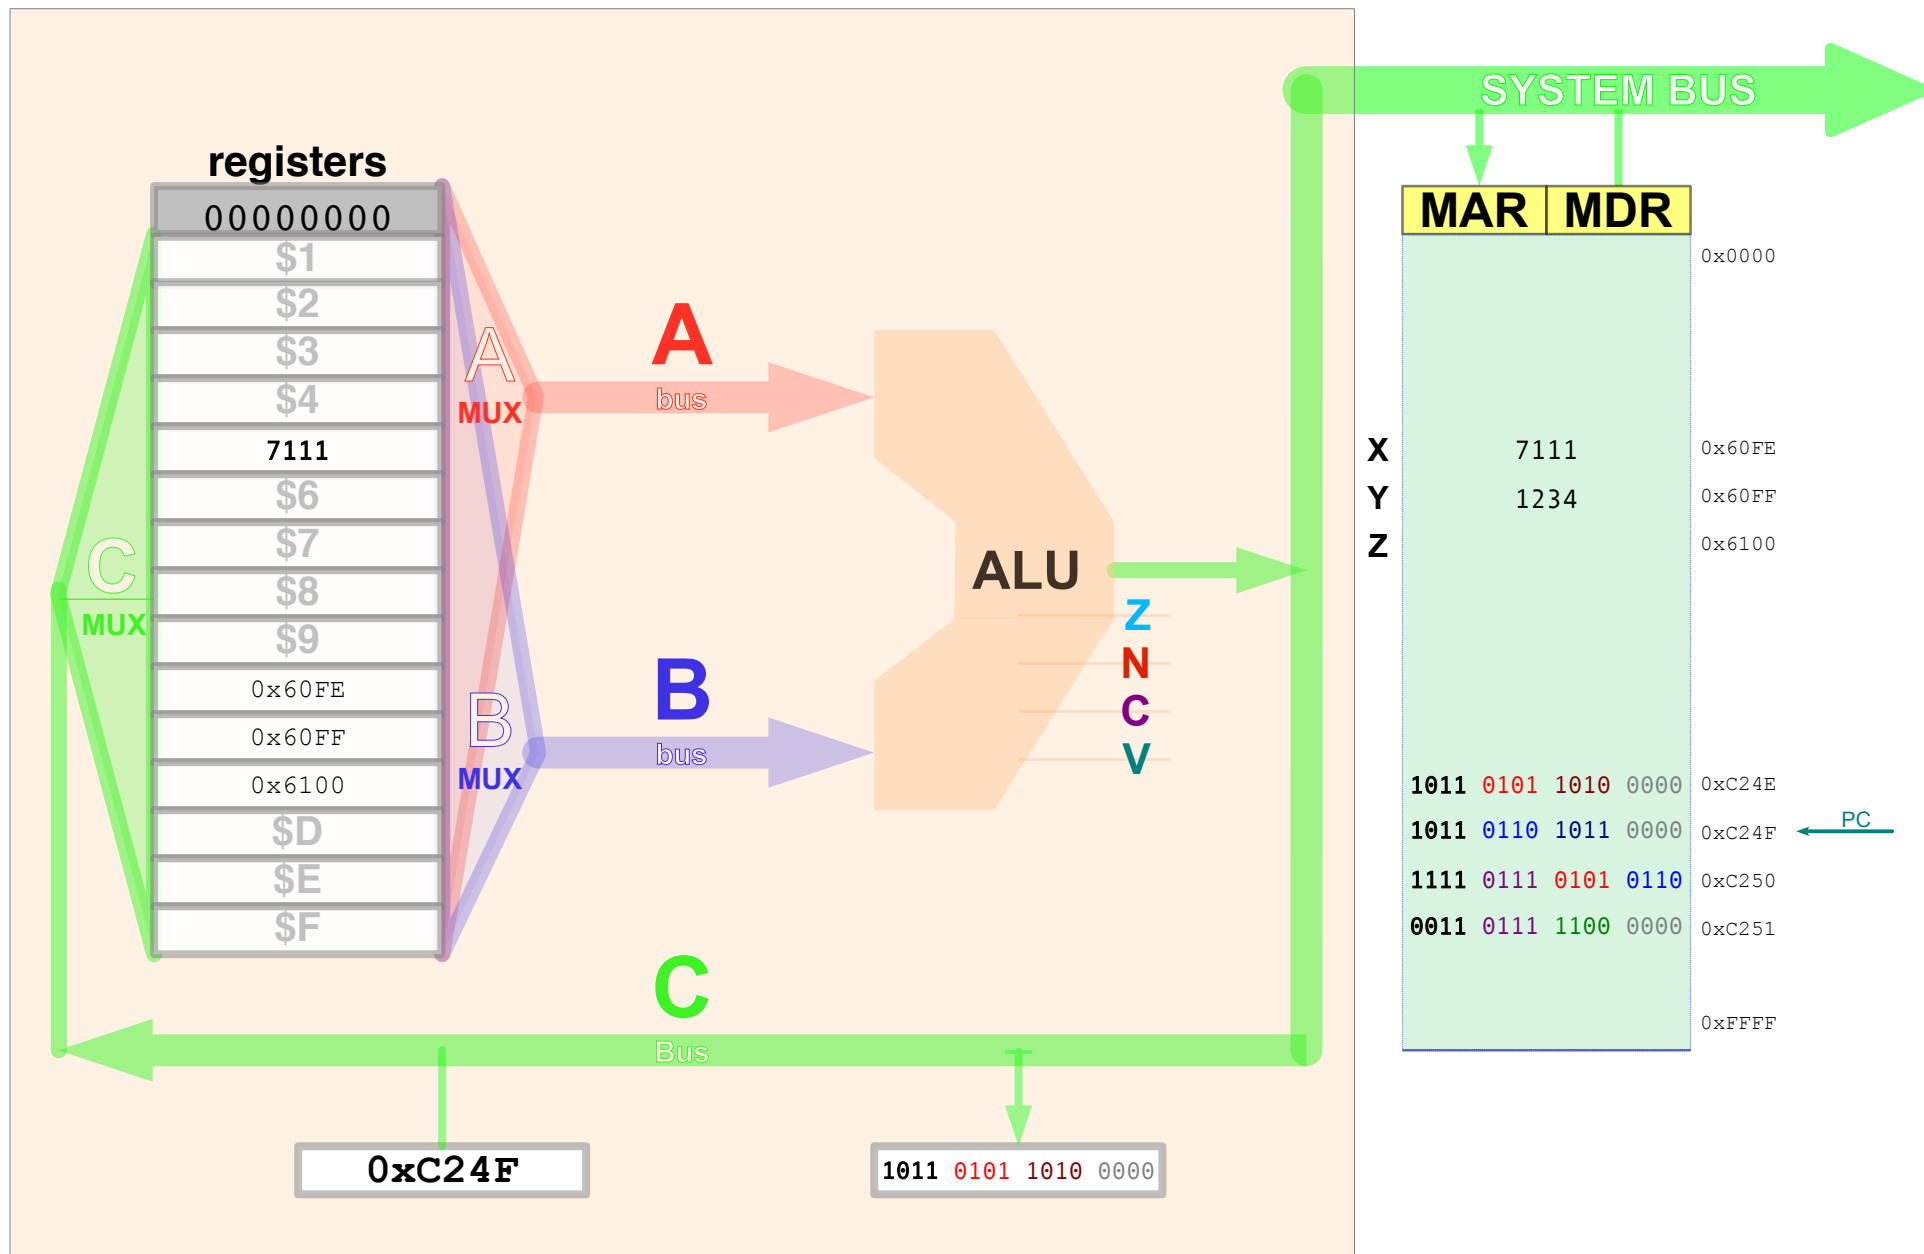 SYSTEM BUS
registers
00000000
$1
$2
$3
$4
7111
$6
$7
$8
$9
0x60FE
0x60FF
0x6100
$D
$E
$F
C
MUX
A
MUX
B
MUX
A
bus
B
bus
ALU
Z
N
C
V
C
Bus
0xC24F
1011 0101 1010 0000
MAR MDR
0x0000
X 7111 0x60FE
Y 1234 0x60FF
Z 0x6100
1011 0101 1010 0000 0xC24E
1011 0110 1011 0000 0xC24F PC
1111 0111 0101 0110 0xC250
0011 0111 1100 0000 0xC251
0xFFFF